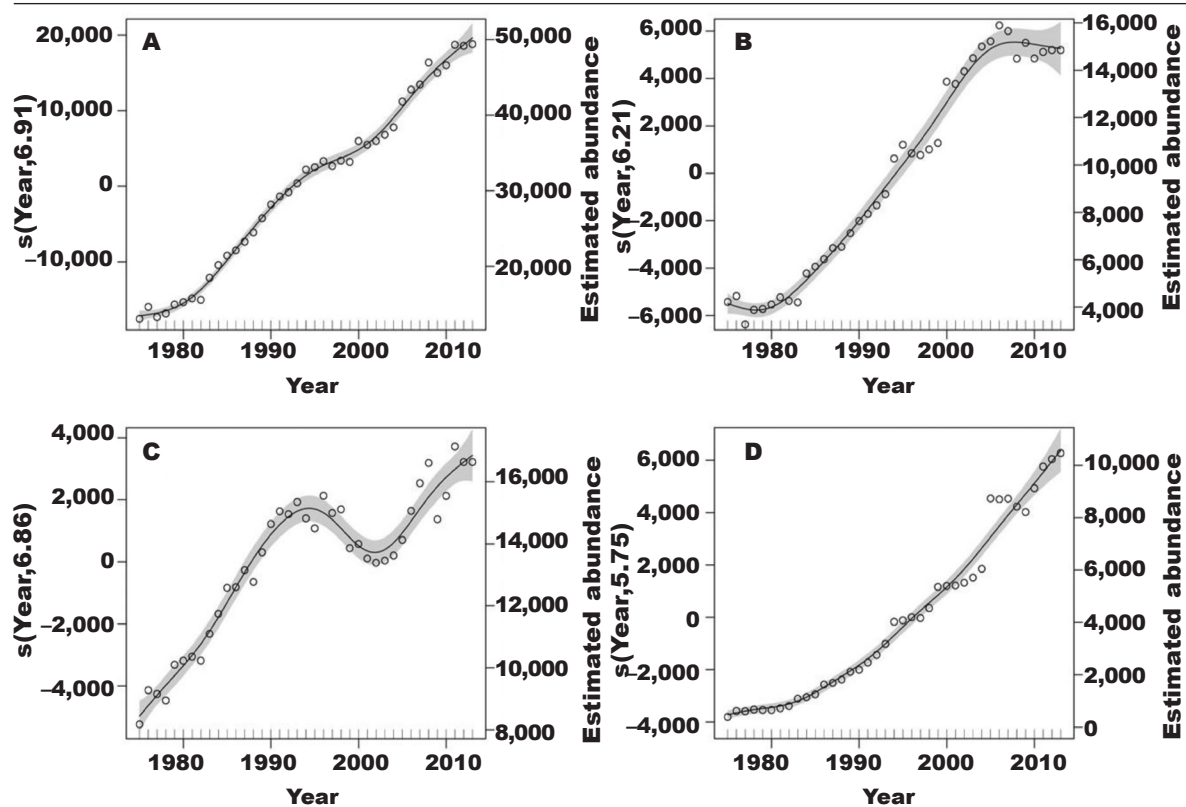 A
s(Year,6.91)
20,000
10,000
0
−10,000
50,000
40,000
30,000
20,000
Estimated abundance
1980 1990 2000 2010
Year
B
s(Year,6.21)
6,000
4,000
2,000
0
−2,000
−4,000
−6,000
16,000
14,000
12,000
10,000
8,000
6,000
4,000
Estimated abundance
1980 1990 2000 2010
Year
C
s(Year,6.86)
4,000
2,000
0
−2,000
−4,000
16,000
14,000
12,000
10,000
8,000
Estimated abundance
1980 1990 2000 2010
Year
D
s(Year,5.75)
6,000
4,000
2,000
0
−2,000
−4,000
10,000
8,000
6,000
4,000
2,000
0
Estimated abundance
1980 1990 2000 2010
Year